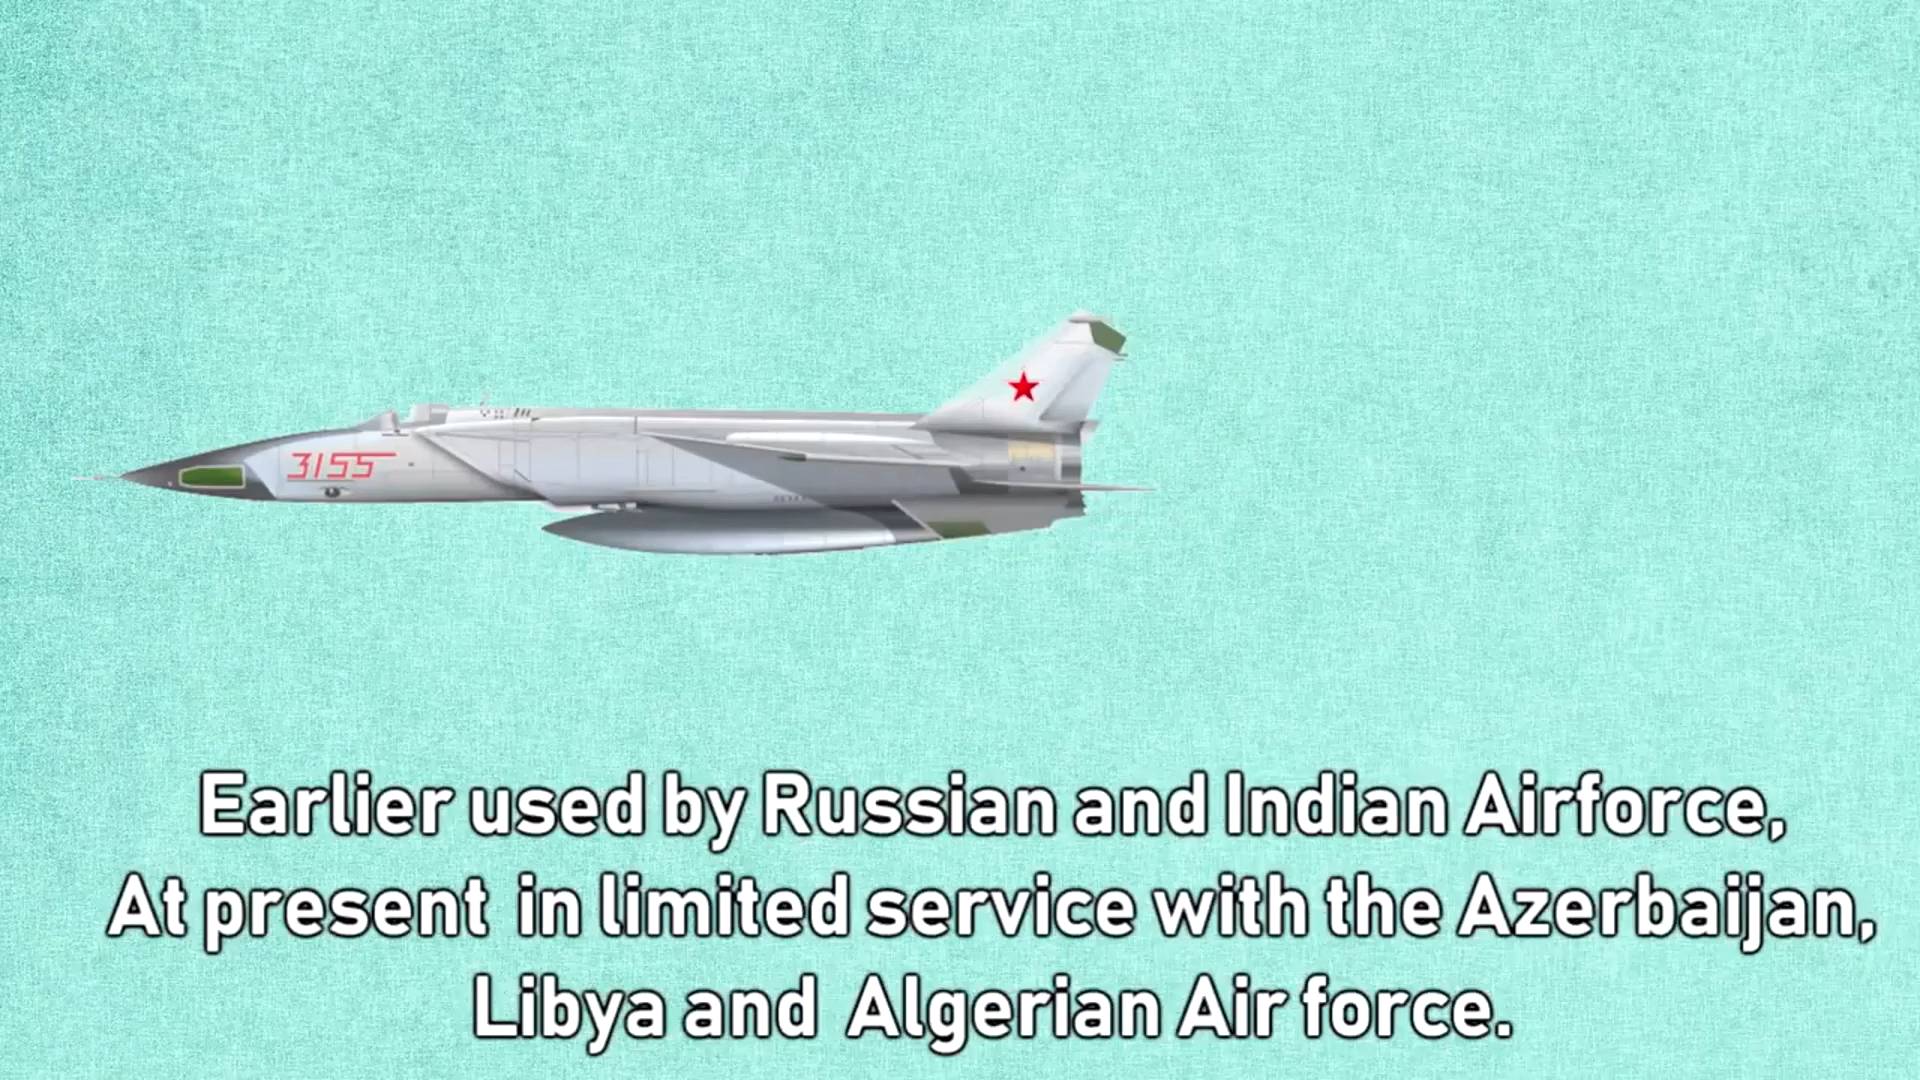 3155
Earlier used by Russian and Indian Airforce,
At present in limited service with the Azerbaijan,
Libya and Algerian Air force.